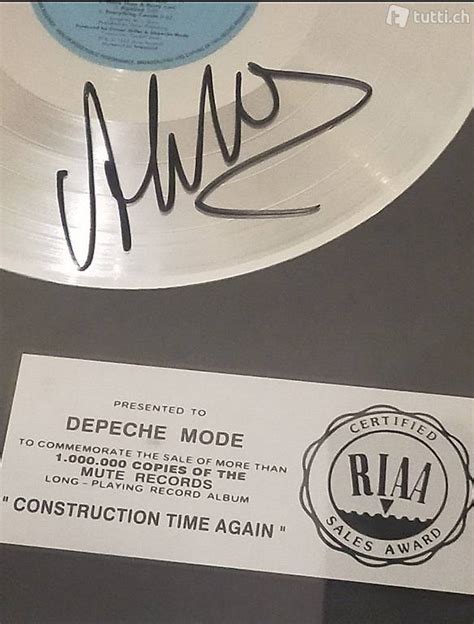 tutti.ch
PRESENTED TO
DEPECHE MODE
TO COMMEMORATE THE SALE OF MORE THAN
1.000.000 COPIES OF THE
MUTE RECORDS
LONG - PLAYING RECORD ALBUM
" CONSTRUCTION TIME AGAIN "
CERTIFIED
RIAA
SALES AWARD